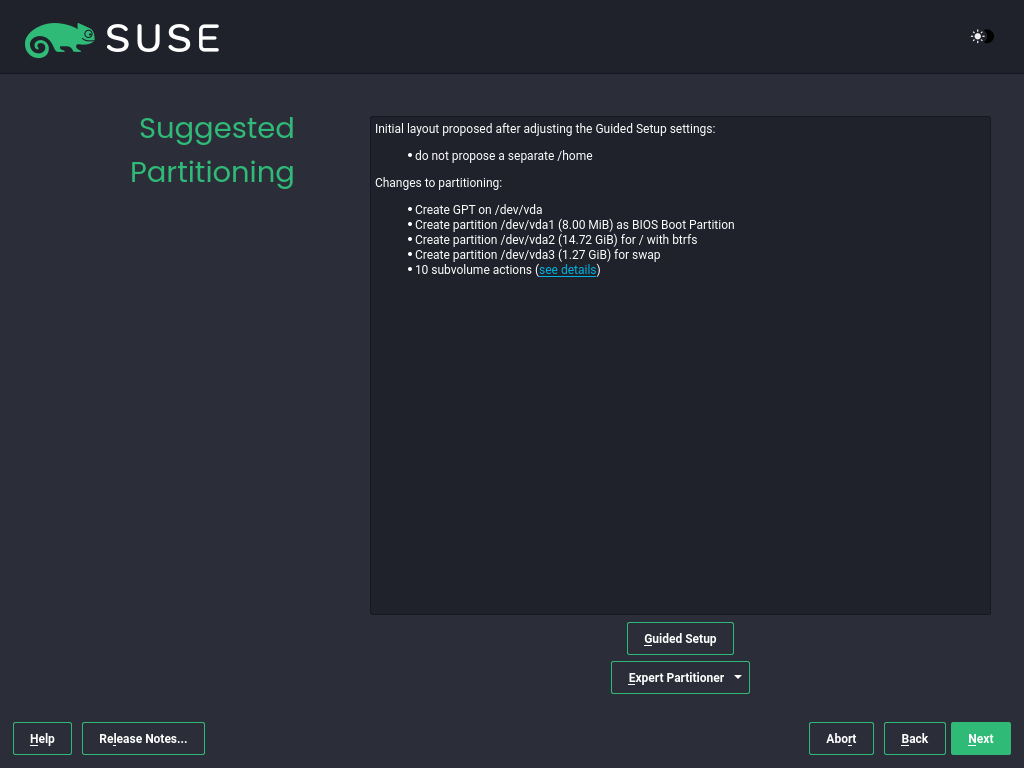 SUSE
Suggested
Partitioning
Initial layout proposed after adjusting the Guided Setup settings:
• do not propose a separate /home
Changes to partitioning:
• Create GPT on /dev/vda
• Create partition /dev/vda1 (8.00 MiB) as BIOS Boot Partition
• Create partition /dev/vda2 (14.72 GiB) for / with btrfs
• Create partition /dev/vda3 (1.27 GiB) for swap
• 10 subvolume actions (see details)
Guided Setup
Expert Partitioner
Help
Release Notes...
Abort
Back
Next